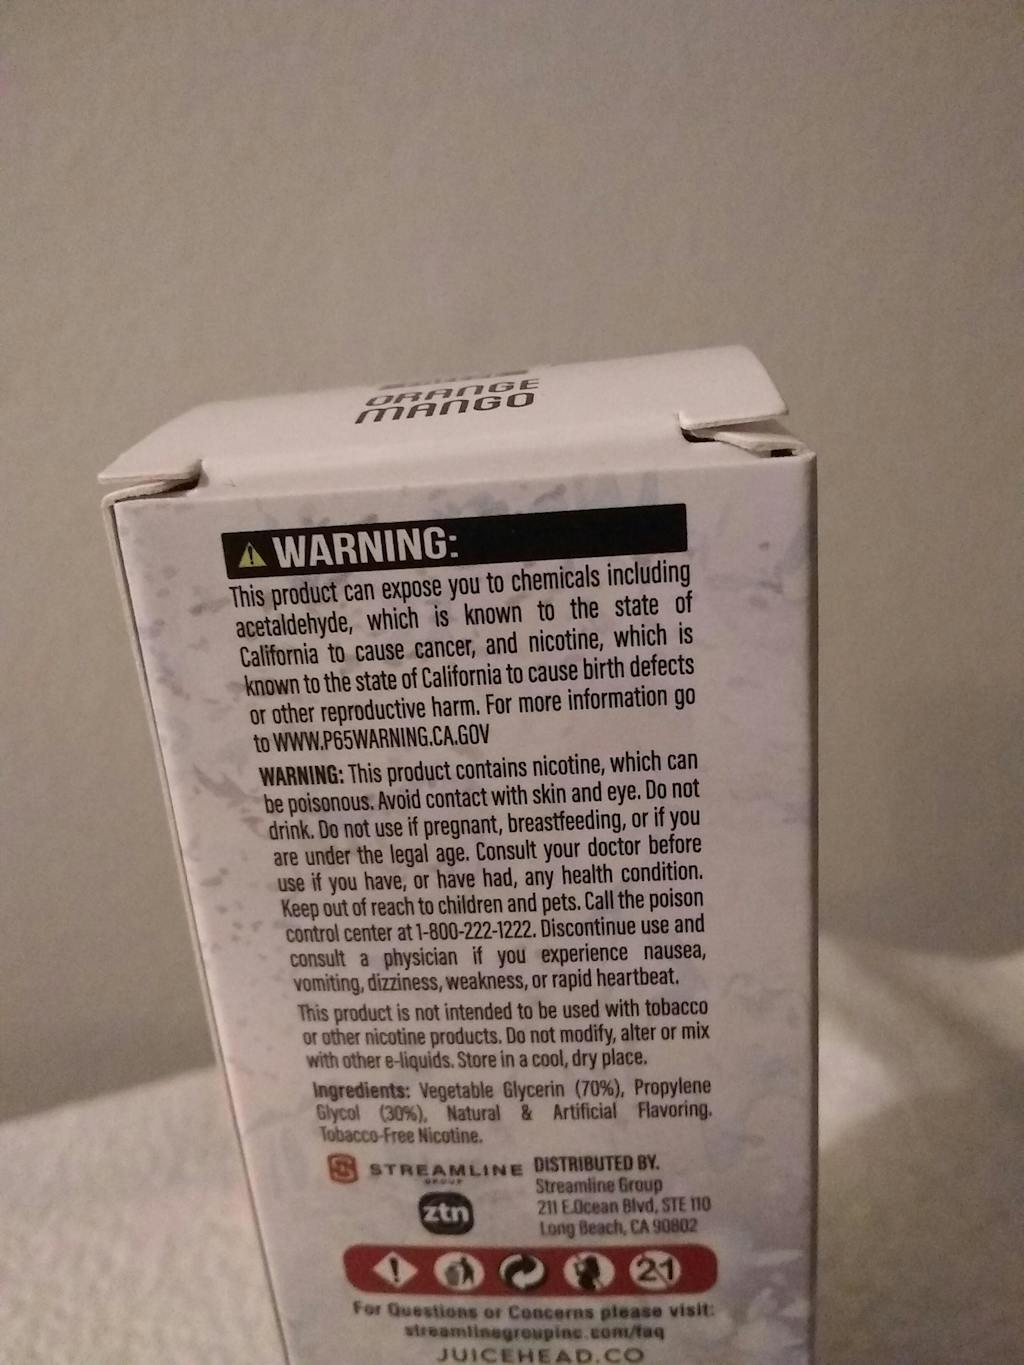 ORANGE
MANGO
WARNING:
This product can expose you to chemicals including
acetaldehyde, which is known to the state of
California to cause cancer, and nicotine, which is
known to the state of California to cause birth defects
or other reproductive harm. For more information go
to WWW.P65WARNING.CA.GOV
WARNING: This product contains nicotine, which can
be poisonous. Avoid contact with skin and eye. Do not
drink. Do not use if pregnant, breastfeeding, or if you
are under the legal age. Consult your doctor before
use if you have, or have had, any health condition.
Keep out of reach to children and pets. Call the poison
control center at 1-800-222-1222. Discontinue use and
consult a physician if you experience nausea,
vomiting, dizziness, weakness, or rapid heartbeat.
This product is not intended to be used with tobacco
or other nicotine products. Do not modify, alter or mix
with other e-liquids. Store in a cool, dry place.
Ingredients: Vegetable Glycerin (70%), Propylene
Glycol (30%), Natural & Artificial Flavoring,
Tobacco-Free Nicotine.
STREAMLINE
GROUP
ztn
DISTRIBUTED BY.
Streamline Group
211 E.Ocean Blvd, STE 110
Long Beach, CA 90802
21
For Questions or Concerns please visit:
streamlinegroupinc.com/faq
JUICEHEAD.CO